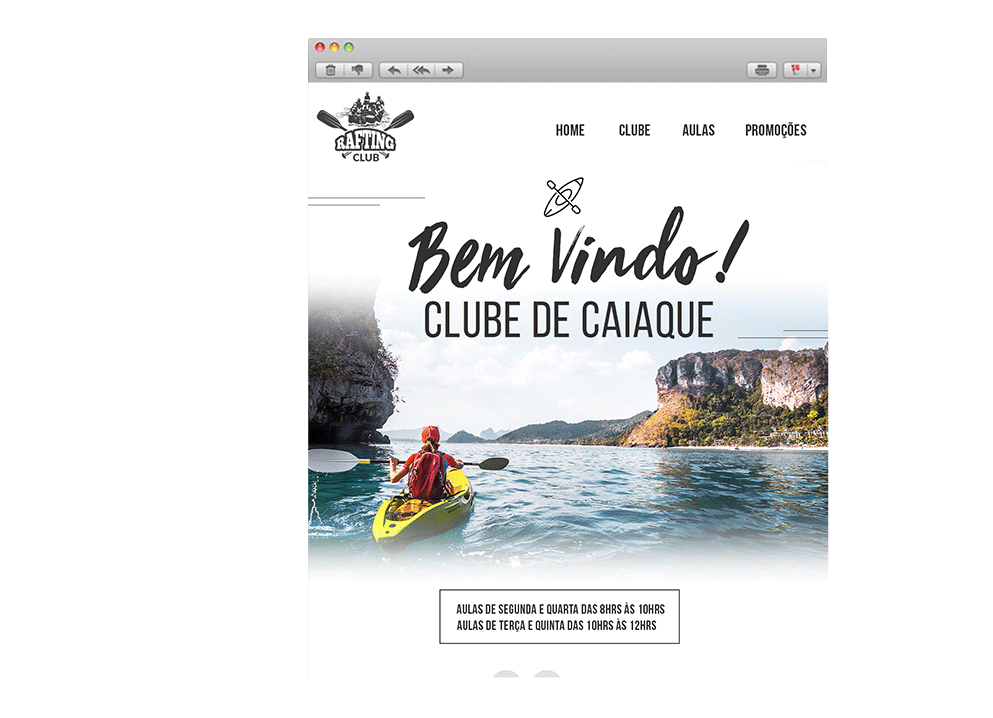 RAFTING
CLUB
HOME CLUBE AULAS PROMOÇÕES
Bem Vindo!
CLUBE DE CAIAQUE
AULAS DE SEGUNDA E QUARTA DAS 8HRS ÀS 10HRS
AULAS DE TERÇA E QUINTA DAS 10HRS ÀS 12HRS